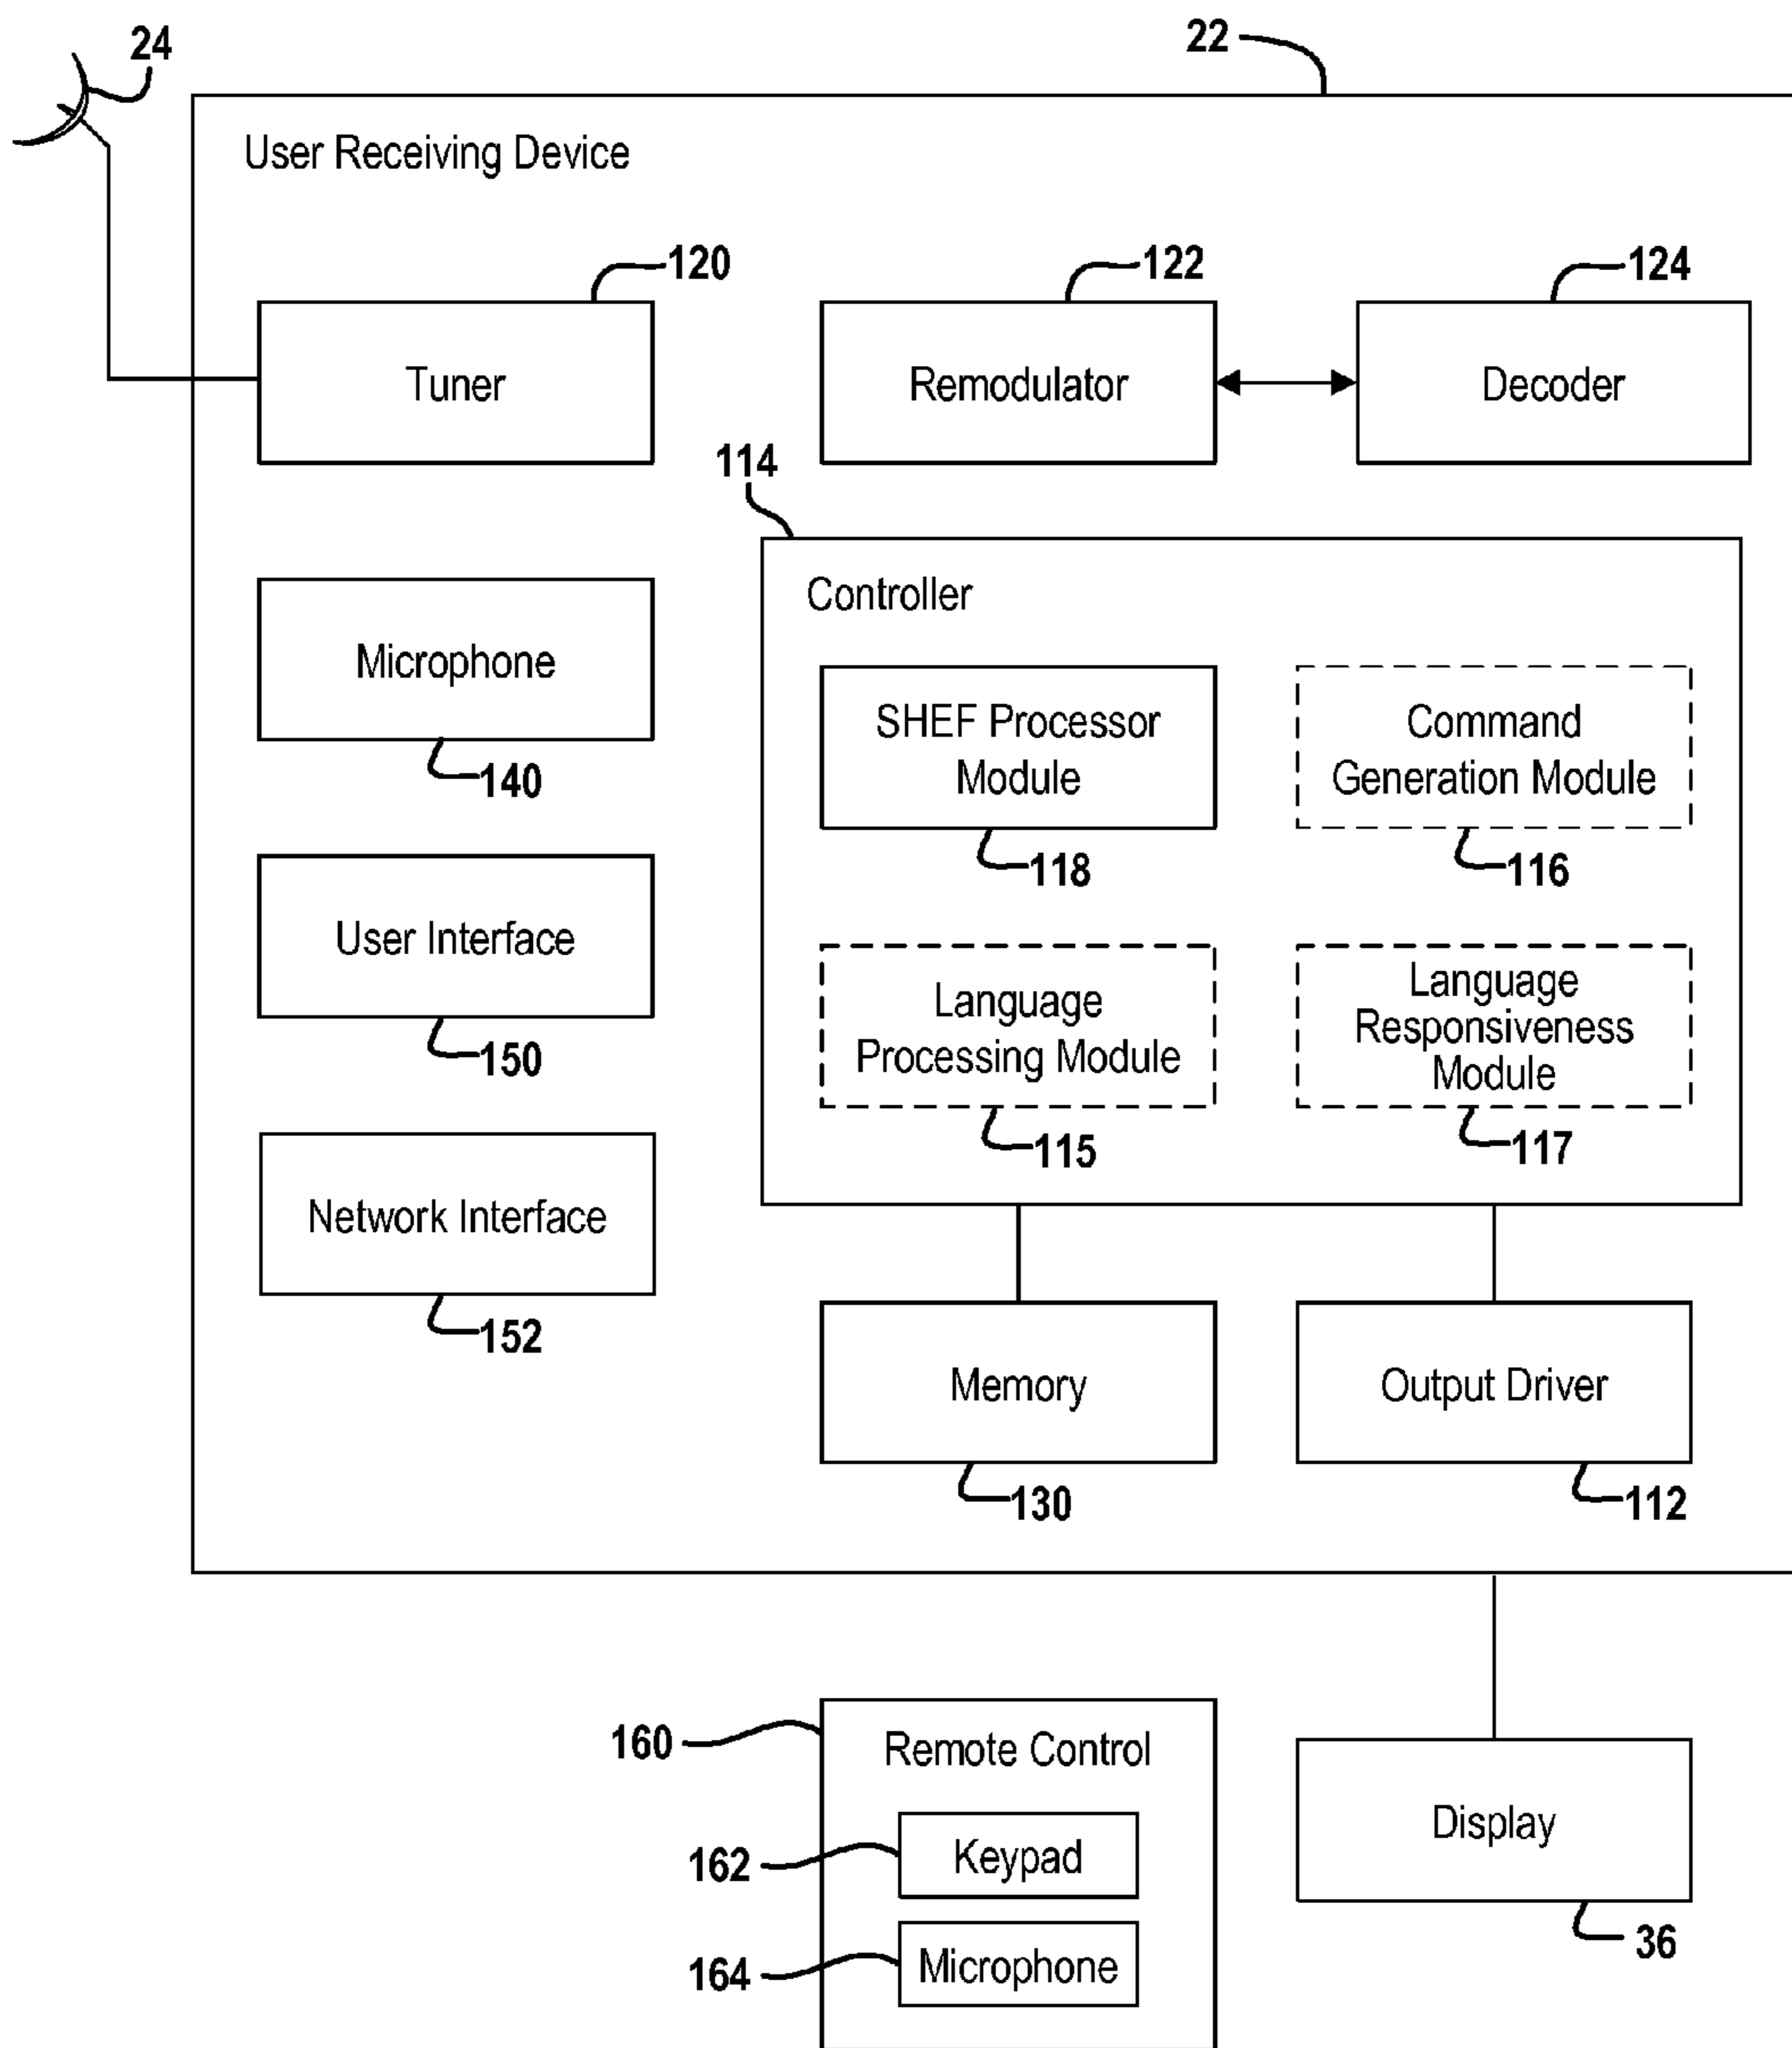 24
22
User Receiving Device
120
122
124
Tuner
Remodulator
Decoder
114
Controller
Microphone
140
SHEF Processor
Module
118
Command
Generation Module
116
User Interface
150
Language
Processing Module
115
Language
Responsiveness
Module
117
Network Interface
152
Memory
130
Output Driver
112
160
Remote Control
162
Keypad
164
Microphone
Display
36